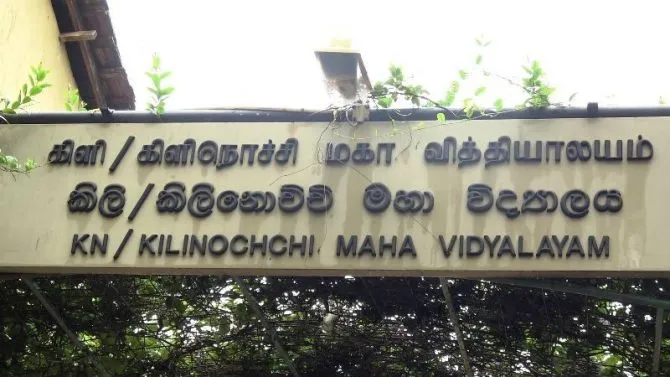 கிளி/கிளிநொச்சி மகா வித்தியாலயம்
කිලි/කිලිනොච්චි මහා විද්‍යාලය
KN/KILINOCHCHI MAHA VIDYALAYAM